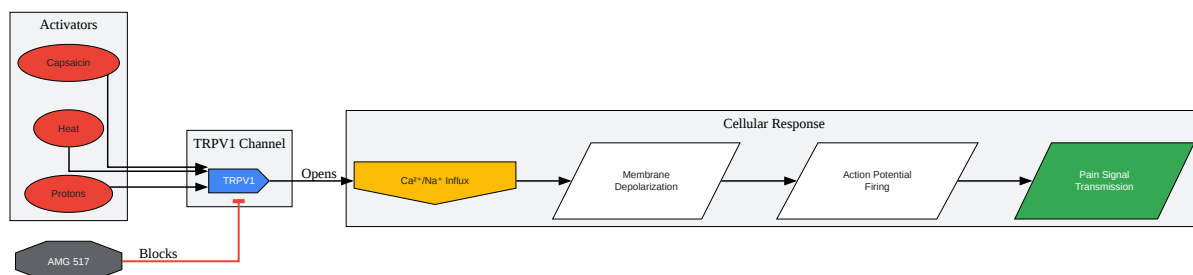 Activators
Capsaicin
Heat
Protons
TRPV1 Channel
TRPV1
Opens
Cellular Response
Ca²⁺/Na⁺ Influx
Membrane
Depolarization
Action Potential
Firing
Pain Signal
Transmission
AMG 517
Blocks